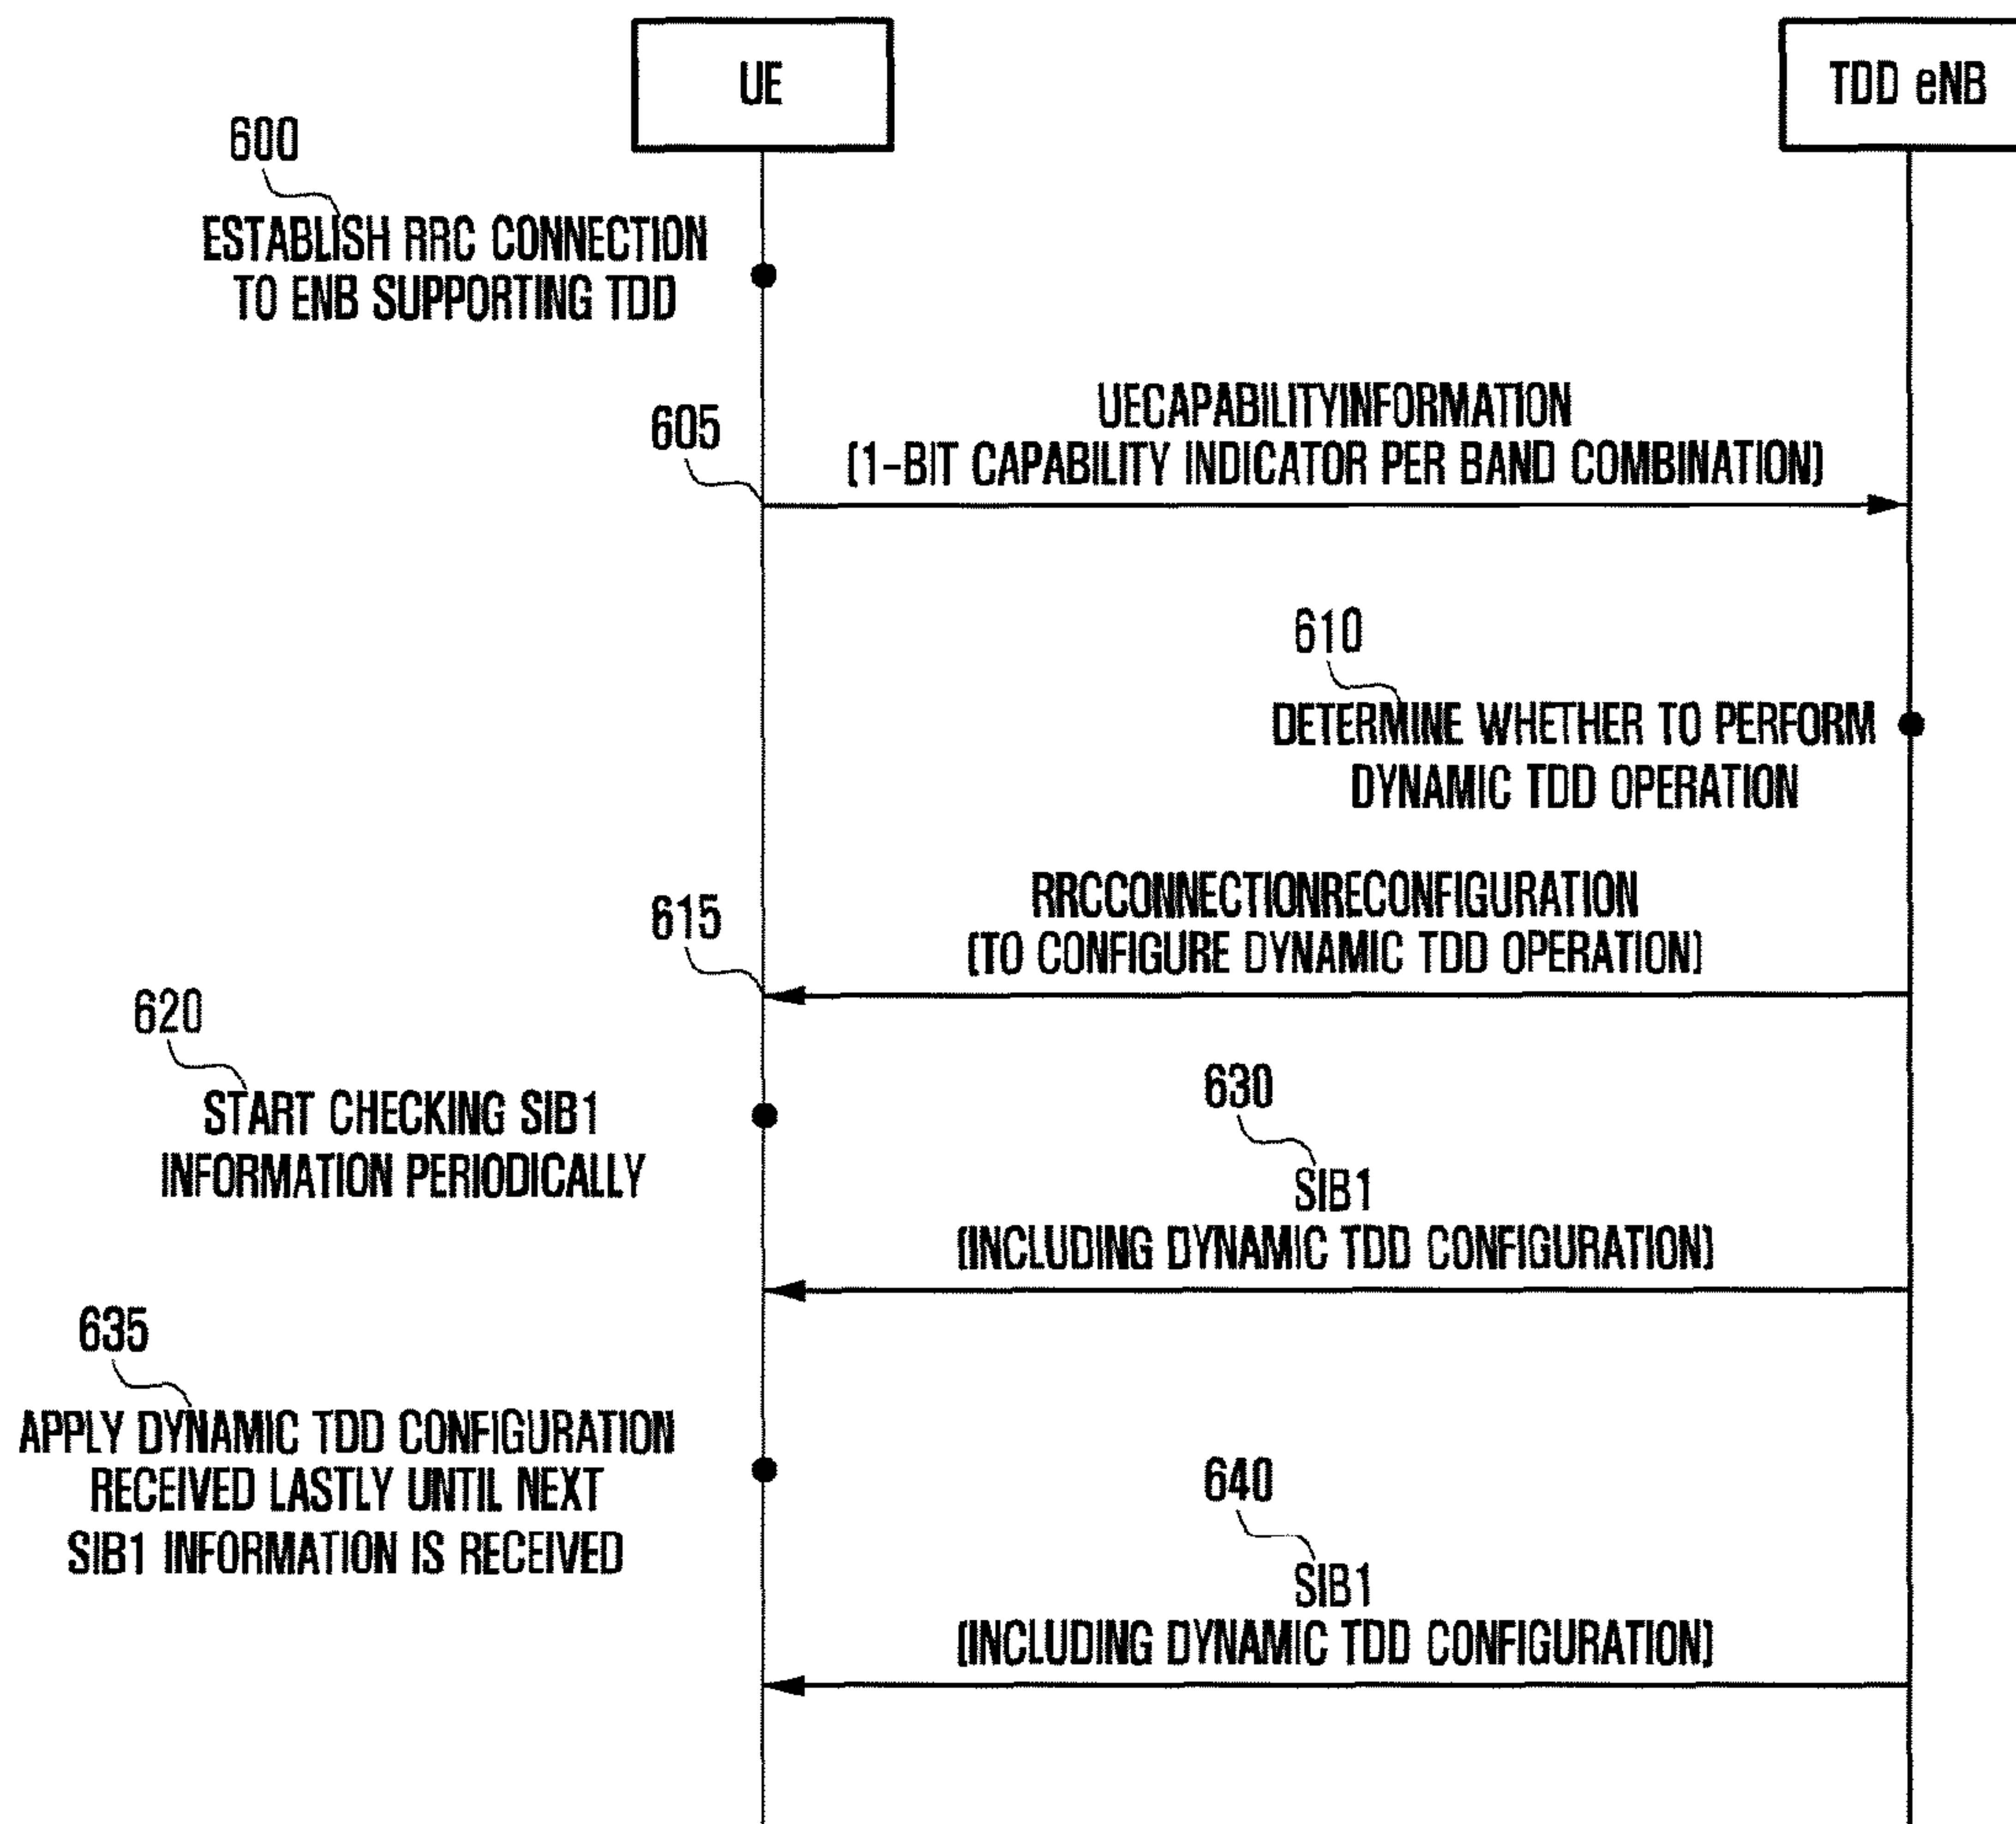 UE
TDD eNB
600
ESTABLISH RRC CONNECTION
TO ENB SUPPORTING TDD
605
UECAPABILITYINFORMATION
(1-BIT CAPABILITY INDICATOR PER BAND COMBINATION)
610
DETERMINE WHETHER TO PERFORM
DYNAMIC TDD OPERATION
615
RRCCONNECTIONRECONFIGURATION
(TO CONFIGURE DYNAMIC TDD OPERATION)
620
START CHECKING SIB1
INFORMATION PERIODICALLY
630
SIB1
(INCLUDING DYNAMIC TDD CONFIGURATION)
635
APPLY DYNAMIC TDD CONFIGURATION
RECEIVED LASTLY UNTIL NEXT
SIB1 INFORMATION IS RECEIVED
640
SIB1
(INCLUDING DYNAMIC TDD CONFIGURATION)